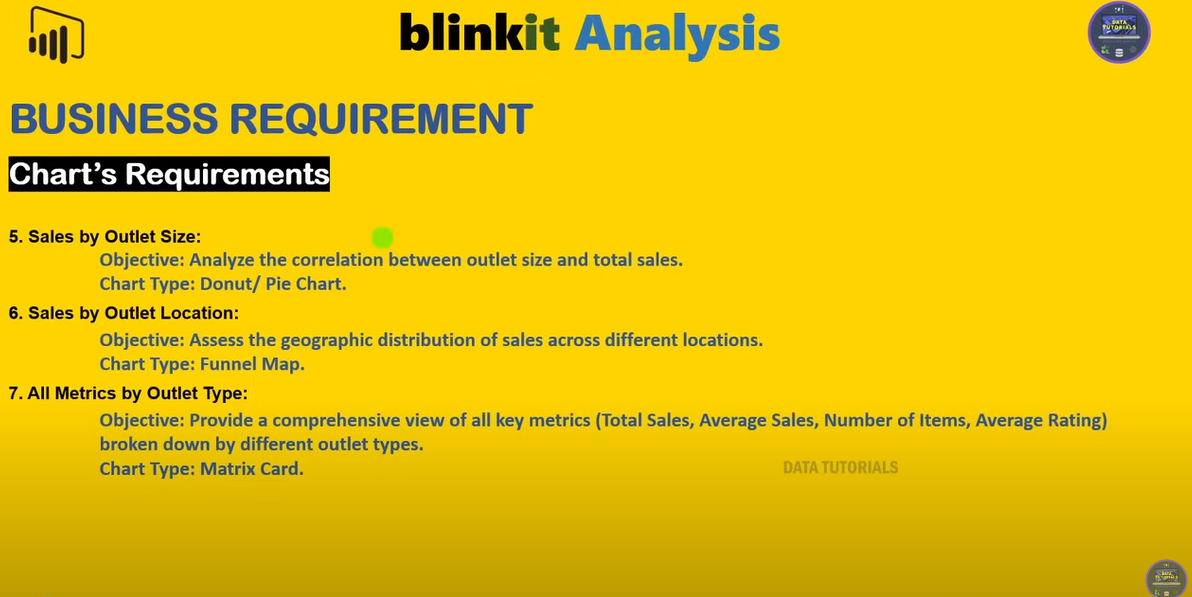 blinkit Analysis
DATA TUTORIALS
BUSINESS REQUIREMENT
Chart’s Requirements
5. Sales by Outlet Size:
Objective: Analyze the correlation between outlet size and total sales.
Chart Type: Donut/ Pie Chart.
6. Sales by Outlet Location:
Objective: Assess the geographic distribution of sales across different locations.
Chart Type: Funnel Map.
7. All Metrics by Outlet Type:
Objective: Provide a comprehensive view of all key metrics (Total Sales, Average Sales, Number of Items, Average Rating)
broken down by different outlet types.
Chart Type: Matrix Card.
DATA TUTORIALS